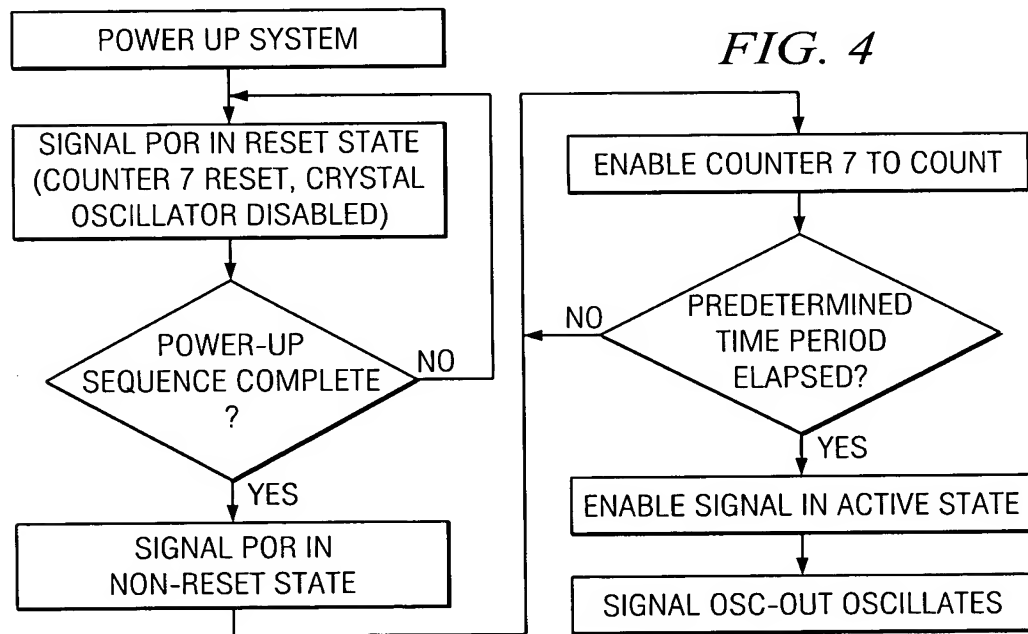 FIG. 4
POWER UP SYSTEM
SIGNAL POR IN RESET STATE
(COUNTER 7 RESET, CRYSTAL
OSCILLATOR DISABLED)
POWER-UP
SEQUENCE COMPLETE
?
NO
YES
SIGNAL POR IN
NON-RESET STATE
ENABLE COUNTER 7 TO COUNT
PREDETERMINED
TIME PERIOD
ELAPSED?
NO
YES
ENABLE SIGNAL IN ACTIVE STATE
SIGNAL OSC-OUT OSCILLATES